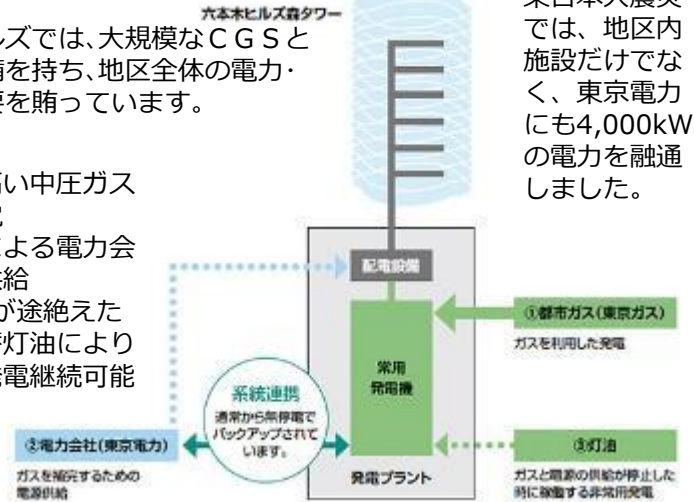 六本木ヒルズ森タワー
ルズでは､大規模なＣＧＳと
備を持ち､地区全体の電力･
要を賄っています。
高い中圧ガス
による電力会
供給
が途絶えた
灯油により
発電継続可能
東日本大震災
では、地区内
施設だけでな
く、東京電力
にも4,000kW
の電力を融通
しました。
配電設備
常用
発電機
発電プラント
①都市ガス(東京ガス)
ガスを利用した発電
系統連携
通常から無停電で
バックアップされて
います。
②電力会社(東京電力)
ガスを補完するための
電源供給
③灯油
ガスと電源の供給が停止した
時に稼働する非常用発電